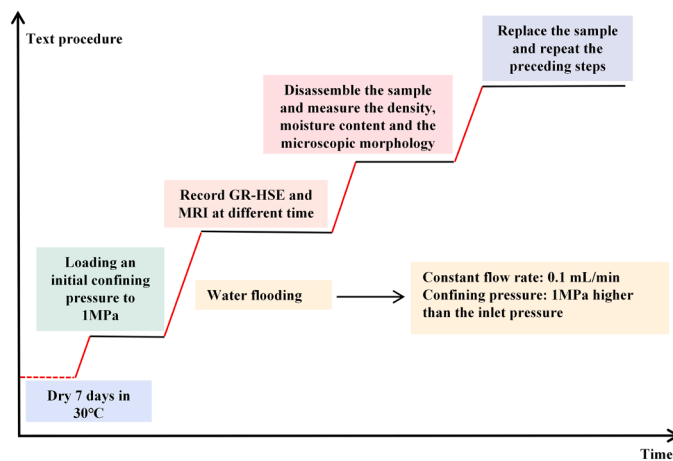 Text procedure
Replace the sample
and repeat the
preceding steps
Disassemble the sample
and measure the density,
moisture content and the
microscopic morphology
Record GR-HSE and
MRI at different time
Loading an
initial confining
pressure to
1MPa
Water flooding
Constant flow rate: 0.1 mL/min
Confining pressure: 1MPa higher
than the inlet pressure
Dry 7 days in
30°C
Time